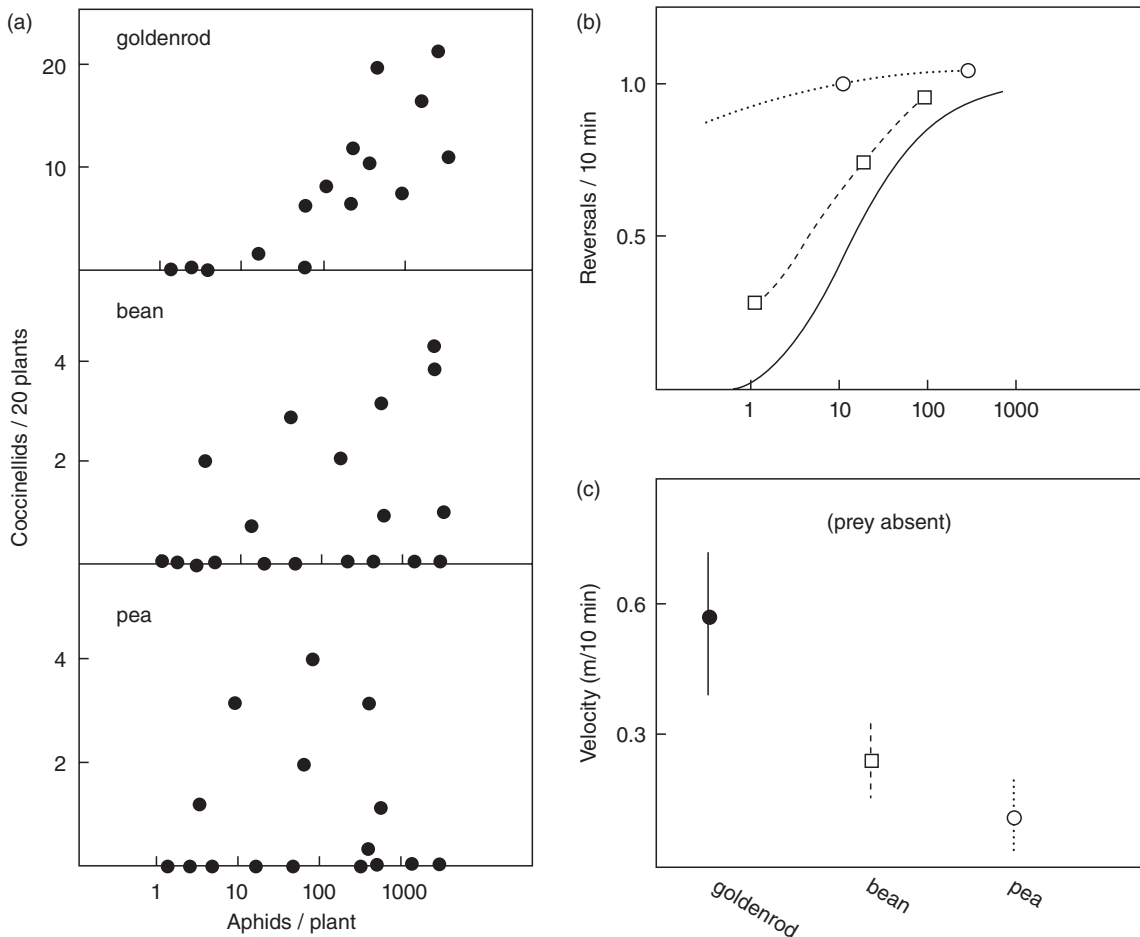 (a)
goldenrod
20
10
bean
4
2
pea
4
2
Coccinellids / 20 plants
1 10 100 1000
Aphids / plant
(b)
1.0
0.5
Reversals / 10 min
1 10 100 1000
(c)
(prey absent)
0.6
0.3
Velocity (m/10 min)
goldenrod
bean
pea